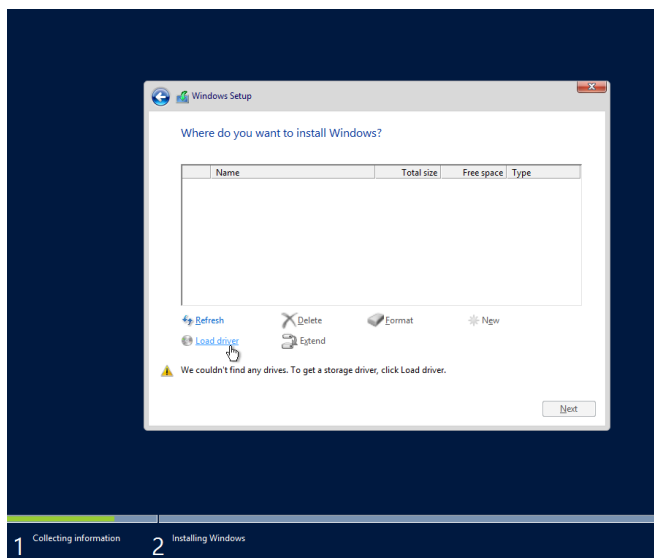 Windows Setup
x
Where do you want to install Windows?
Name Total size Free space Type
Refresh Delete Format New
Load driver Extend
We couldn't find any drives. To get a storage driver, click Load driver.
Next
1 Collecting information 2 Installing Windows